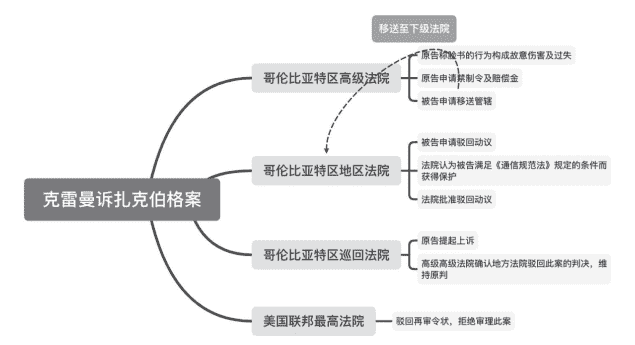 移送至下级法院
原告称脸书的行为构成故意伤害及过失
哥伦比亚特区高级法院
原告申请禁制令及赔偿金
被告申请移送管辖
被告申请驳回动议
哥伦比亚特区地区法院
法院认为被告满足《通信规范法》规定的条件而
获得保护
法院批准驳回动议
克雷曼诉扎克伯格案
原告提起上诉
哥伦比亚特区巡回法院
高级高级法院确认地方法院驳回此案的判决，维
持原判
美国联邦最高法院
驳回再审令状，拒绝审理此案